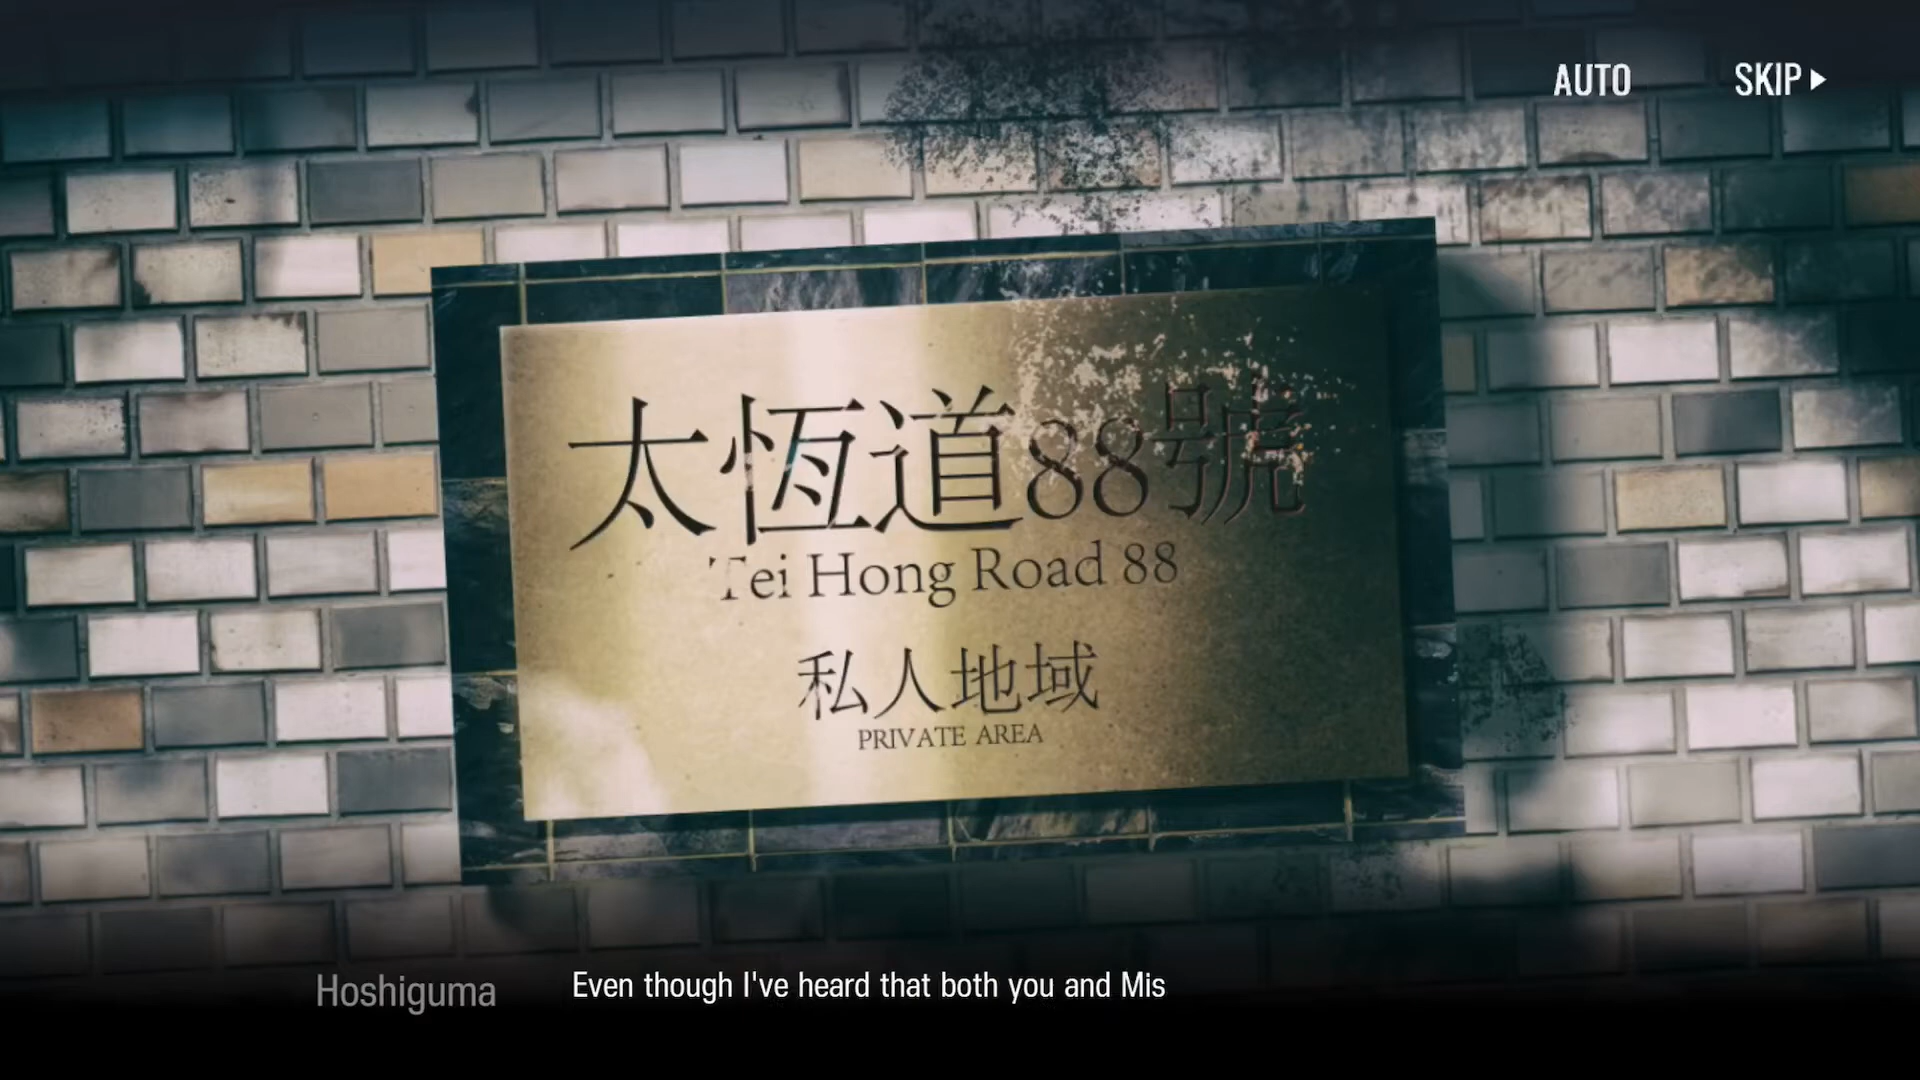 AUTO SKIP
太恆道88號
Tei Hong Road 88
私人地域
PRIVATE AREA
Hoshiguma
Even though I've heard that both you and Mis